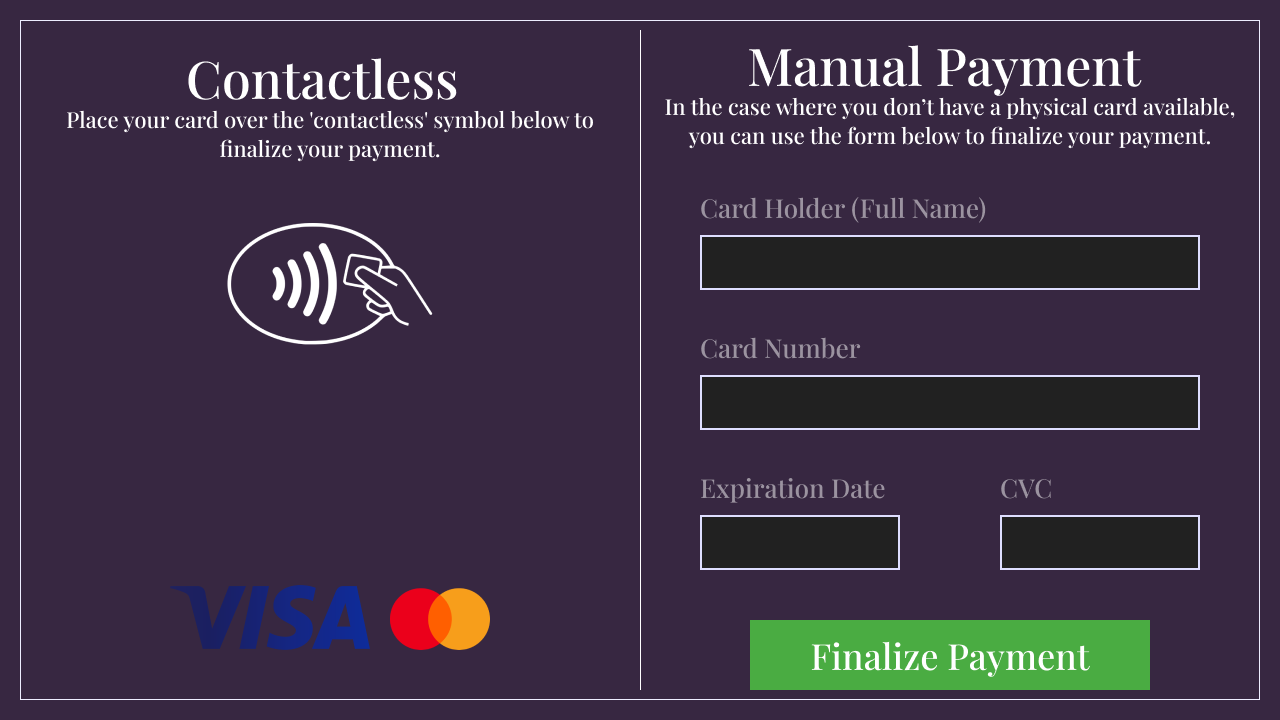 Contactless
Place your card over the 'contactless' symbol below to
finalize your payment.
VISA
Manual Payment
In the case where you don’t have a physical card available,
you can use the form below to finalize your payment.
Card Holder (Full Name)
Card Number
Expiration Date
CVC
Finalize Payment